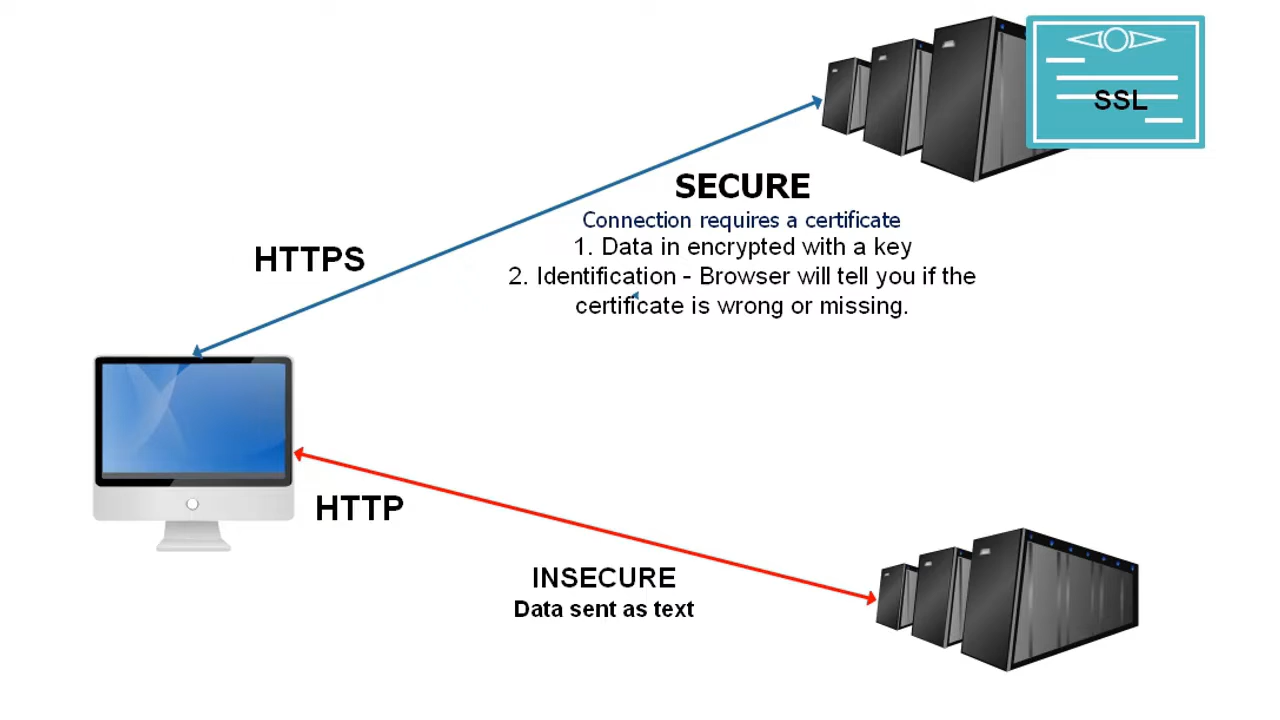 SSL
SECURE
Connection requires a certificate
1. Data in encrypted with a key
2. Identification - Browser will tell you if the
certificate is wrong or missing.
HTTPS
HTTP
INSECURE
Data sent as text